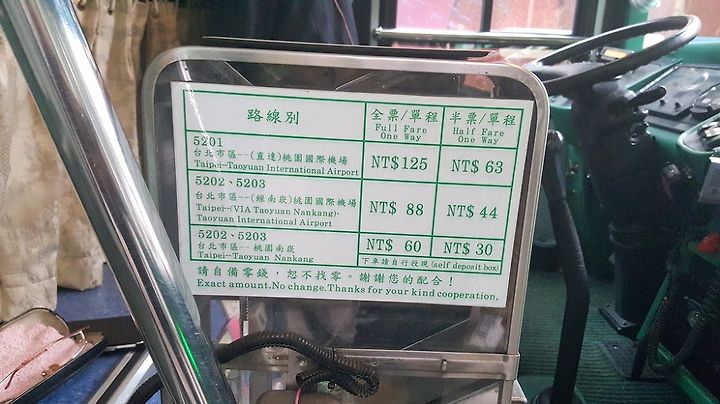 路線別
全票/單程
Full Fare
One Way
半票/單程
Half Fare
One Way
5201
台北市區--(直達)桃園國際機場
Taipei--Taoyuan International Airport
NT$125
NT$ 63
5202、5203
台北市區--(經南崁)桃園國際機場
Taipei--(VIA Taoyuan Nankang)-
Taoyuan International Airport
NT$ 88
NT$ 44
5202、5203
台北市區-- 桃園南崁
Taipei--Taoyuan Nankang
NT$ 60
NT$ 30
下車請自行投現(self deposit box)
請自備零錢，恕不找零。謝謝您的配合！
Exact amount,No change.Thanks for your kind cooperation.